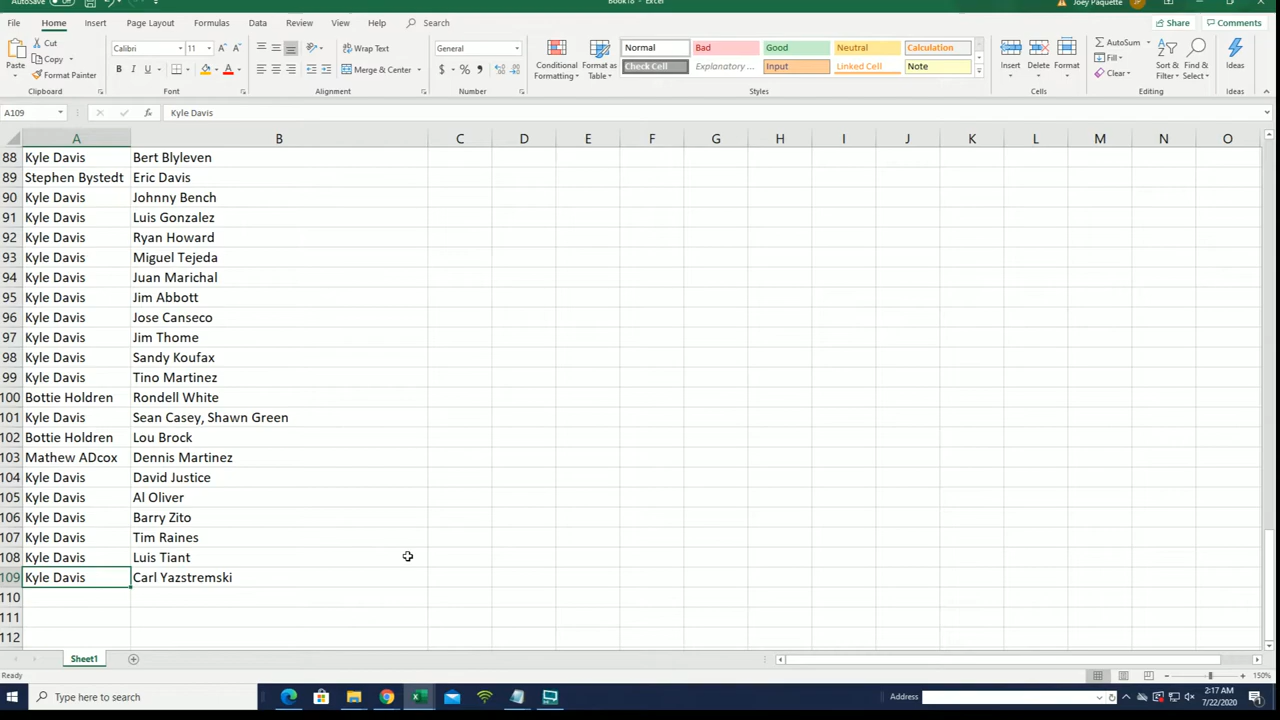 AutoSave
Book18 - Excel
Joey Paquette
JP
File Home Insert Page Layout Formulas Data Review View Help Search Share Comments
Paste Cut Copy Format Painter Clipboard
Calibri 11 A A B I U A Font
Wrap Text Merge & Center Alignment
General $ % Number
Conditional Formatting Format as Table
Normal Bad Good Neutral Calculation
Check Cell Explanatory ... Input Linked Cell Note
Styles
Insert Delete Format Cells
AutoSum Fill Clear Sort & Filter Find & Select Editing
Ideas Ideas
A109 fx Kyle Davis
A B C D E F G H I J K L M N O
88 Kyle Davis Bert Blyleven
89 Stephen Bystedt Eric Davis
90 Kyle Davis Johnny Bench
91 Kyle Davis Luis Gonzalez
92 Kyle Davis Ryan Howard
93 Kyle Davis Miguel Tejeda
94 Kyle Davis Juan Marichal
95 Kyle Davis Jim Abbott
96 Kyle Davis Jose Canseco
97 Kyle Davis Jim Thome
98 Kyle Davis Sandy Koufax
99 Kyle Davis Tino Martinez
100 Bottie Holdren Rondell White
101 Kyle Davis Sean Casey, Shawn Green
102 Bottie Holdren Lou Brock
103 Mathew ADcox Dennis Martinez
104 Kyle Davis David Justice
105 Kyle Davis Al Oliver
106 Kyle Davis Barry Zito
107 Kyle Davis Tim Raines
108 Kyle Davis Luis Tiant
109 Kyle Davis Carl Yazstremski
110
111
112
Sheet1
Ready 150%
Type here to search Address 2:17 AM
7/22/2020